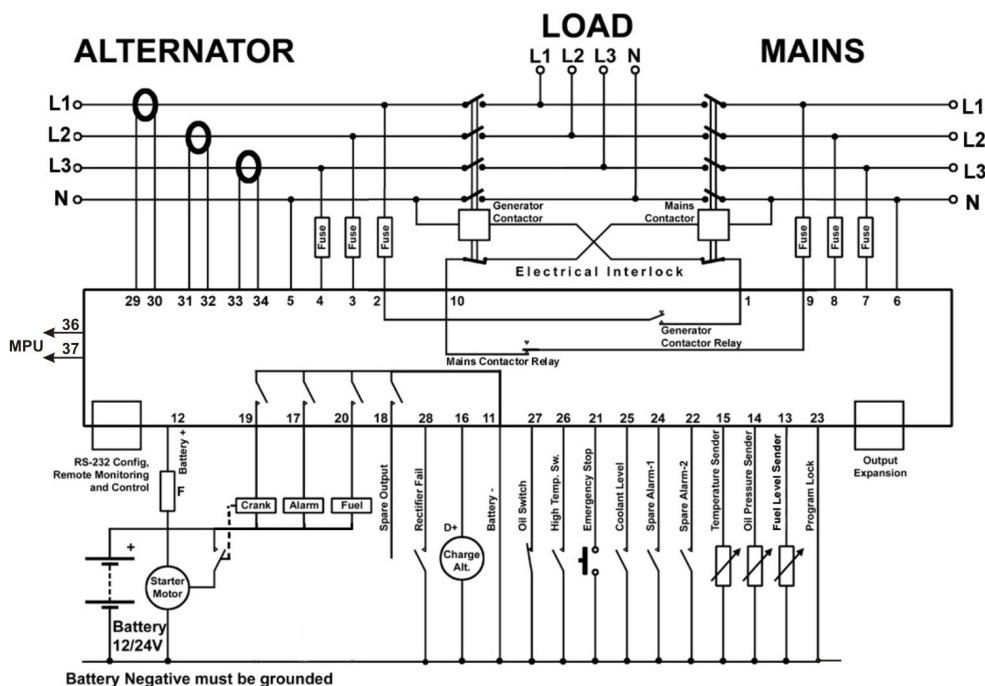 ALTERNATOR
LOAD
MAINS
L1
L2
L3
N
L1
L2
L3
N
L1
L2
L3
N
Generator
Contactor
Mains
Contactor
Fuse
Fuse
Fuse
Fuse
Fuse
Fuse
Electrical Interlock
29
30
31
32
33
34
5
4
3
2
10
1
9
8
7
6
36
MPU
37
Generator
Contactor Relay
Mains Contactor Relay
12
19
17
20
18
28
16
11
27
26
21
25
24
22
15
14
13
23
RS-232 Config,
Remote Monitoring
and Control
Battery +
F
Crank
Alarm
Fuel
Spare Output
Rectifier Fail
D+
Charge
Alt.
Battery -
Oil Switch
High Temp. Sw.
Emergency Stop
Coolant Level
Spare Alarm-1
Spare Alarm-2
Temperature Sender
Oil Pressure Sender
Fuel Level Sender
Program Lock
Output
Expansion
+
Starter
Motor
Battery
12/24V
Battery Negative must be grounded